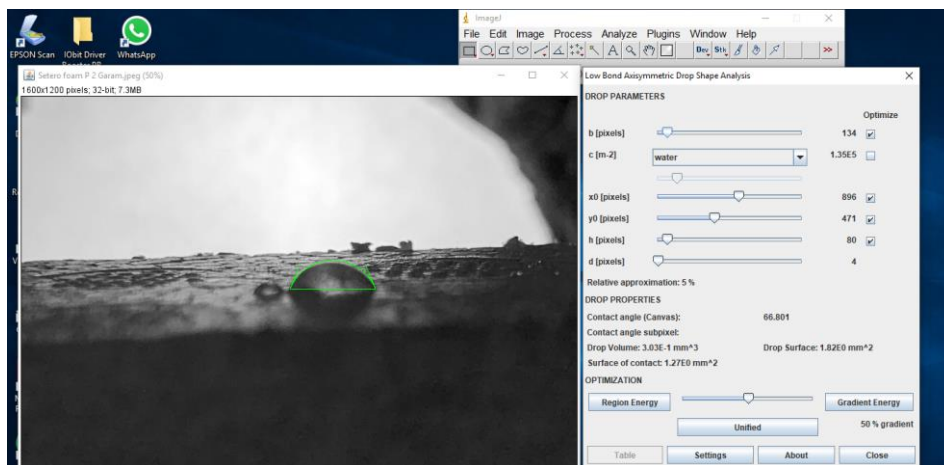 EPSON Scan IObit Driver WhatsApp
ImageJ
File Edit Image Process Analyze Plugins Window Help
Dev Stk >>
Setero foam P 2 Garam.jpeg (50%)
1600x1200 pixels; 32-bit; 7.3MB
Low Bond Axisymmetric Drop Shape Analysis
DROP PARAMETERS
Optimize
b [pixels] 134
c [m-2] water 1.35E5
x0 [pixels] 896
y0 [pixels] 471
h [pixels] 80
d [pixels] 4
Relative approximation: 5 %
DROP PROPERTIES
Contact angle (Canvas): 66.801
Contact angle subpixel:
Drop Volume: 3.03E-1 mm^3 Drop Surface: 1.82E0 mm^2
Surface of contact: 1.27E0 mm^2
OPTIMIZATION
Region Energy Gradient Energy
Unified 50 % gradient
Table Settings About Close